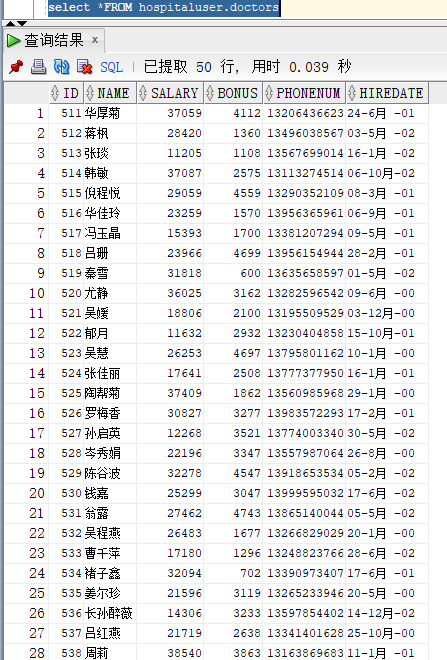 select *FROM hospitaluser.doctors
查询结果 ×
SQL | 已提取 50 行, 用时 0.039 秒
ID NAME SALARY BONUS PHONENUM HIREDATE
1 511 华厚菊 37059 4112 13206436623 24-6月 -01
2 512 蒋枫 28420 1360 13496038567 03-5月 -02
3 513 张琰 11205 1108 13567699014 16-1月 -02
4 514 韩敏 37087 2575 13113274514 06-10月-02
5 515 倪程悦 29059 4559 13290352109 08-3月 -01
6 516 华佳玲 23259 1570 13956365961 06-9月 -01
7 517 冯玉晶 15393 1700 13381207294 09-5月 -01
8 518 吕珊 23966 4699 13956154944 28-2月 -01
9 519 秦雪 31818 600 13635658597 01-5月 -02
10 520 尤静 36025 3162 13282596542 09-6月 -00
11 521 吴媛 18806 2100 13195509529 03-12月-00
12 522 郁月 11632 2932 13230404858 15-10月-01
13 523 吴慧 26253 4697 13795801162 10-1月 -00
14 524 张佳丽 17641 2508 13777377950 16-1月 -01
15 525 陶帮菊 37409 1862 13560985968 29-1月 -00
16 526 罗梅香 30827 3277 13983572293 17-2月 -01
17 527 孙启英 12268 3521 13774003340 30-5月 -02
18 528 岑秀娟 22196 3347 13557987064 26-8月 -00
19 529 陈谷波 32278 4547 13918653534 05-2月 -02
20 530 钱嘉 25299 3047 13999595032 17-6月 -02
21 531 翁露 27462 4743 13865140044 05-5月 -02
22 532 吴程燕 26483 1677 13266829029 20-1月 -00
23 533 曹千萍 17180 1296 13248823766 28-6月 -02
24 534 褚子鑫 32094 702 13390973407 17-6月 -01
25 535 姜尔珍 21596 3119 13265233946 20-5月 -00
26 536 长孙醉薇 14306 3233 13597854402 14-12月-02
27 537 吕红燕 21719 2638 13341401628 25-10月-00
28 538 周莉 38540 3863 13163869683 11-1月 -01